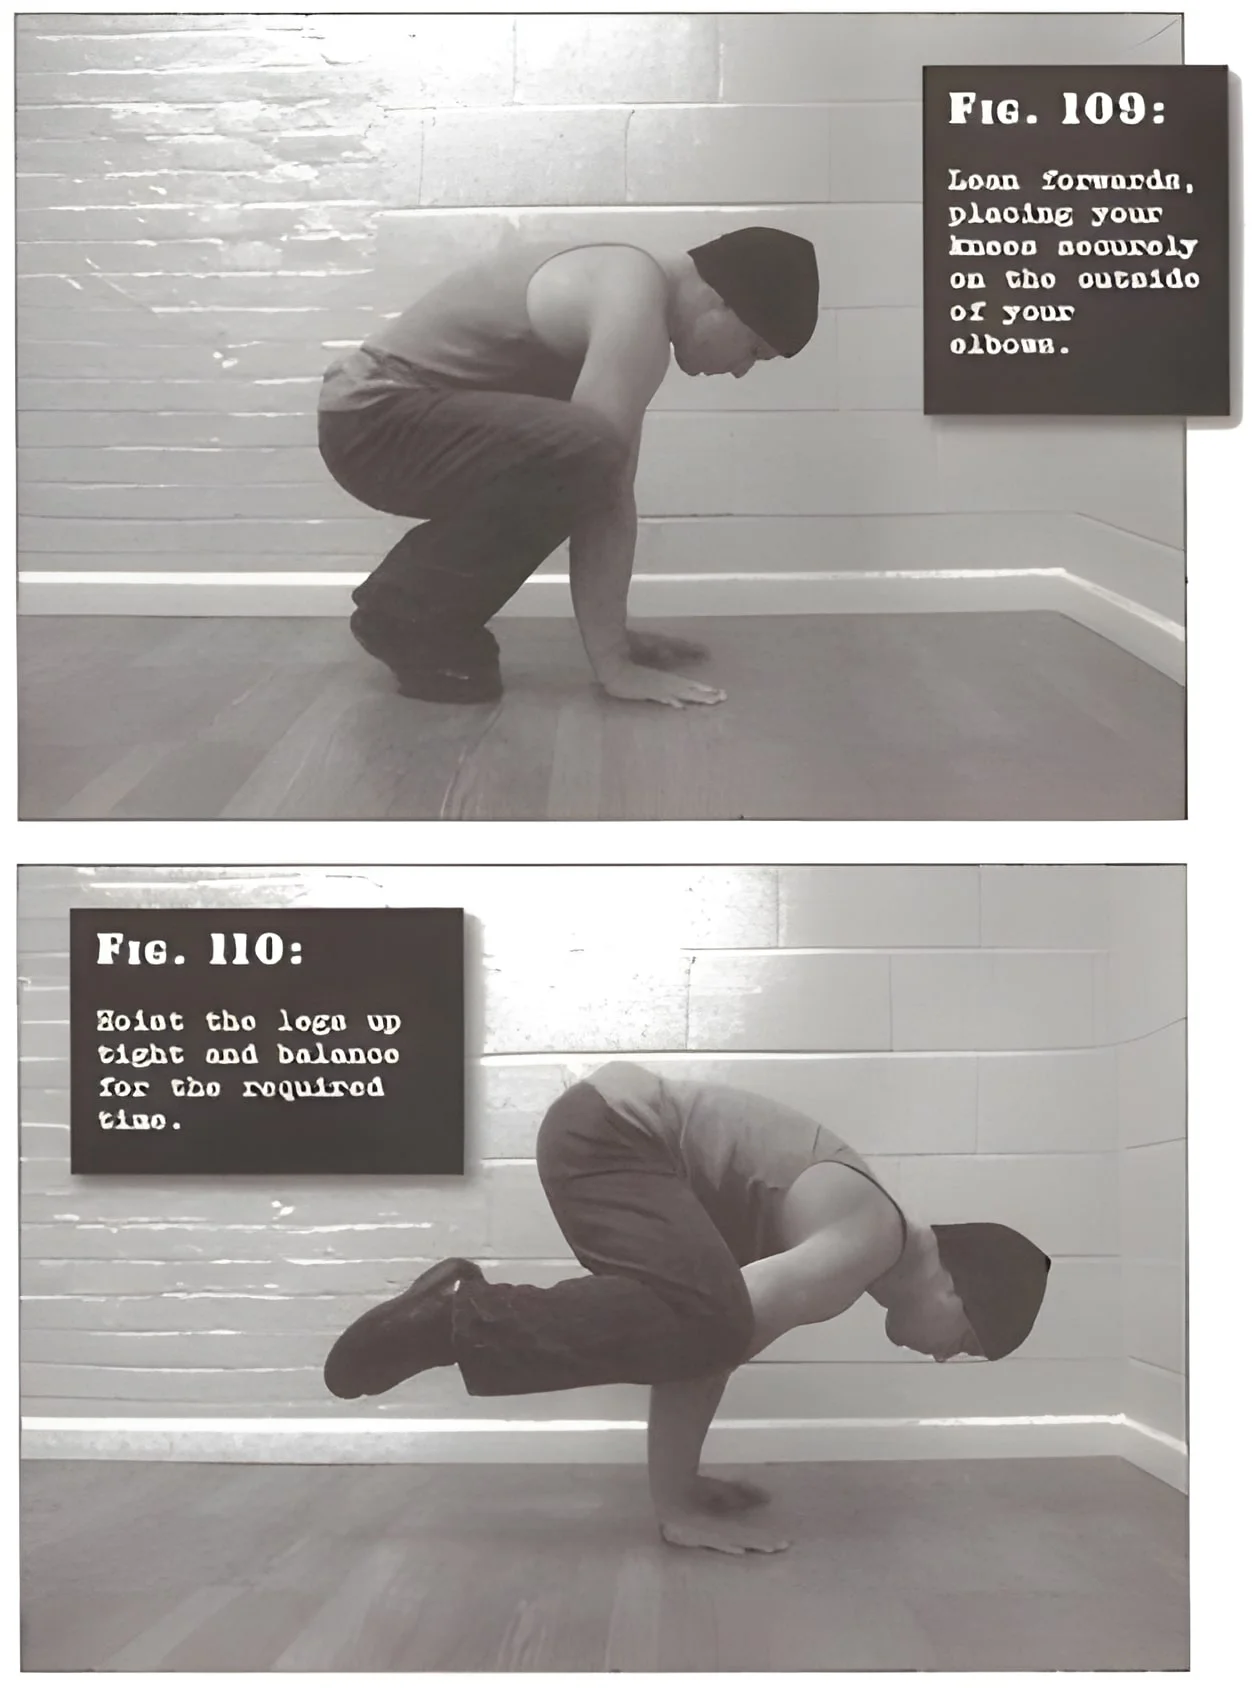 Fig. 109:
Lean forwards,
placing your
knees securely
on the outside
of your
elbows.
Fig. 110:
Hoist the legs up
tight and balance
for the required
time.